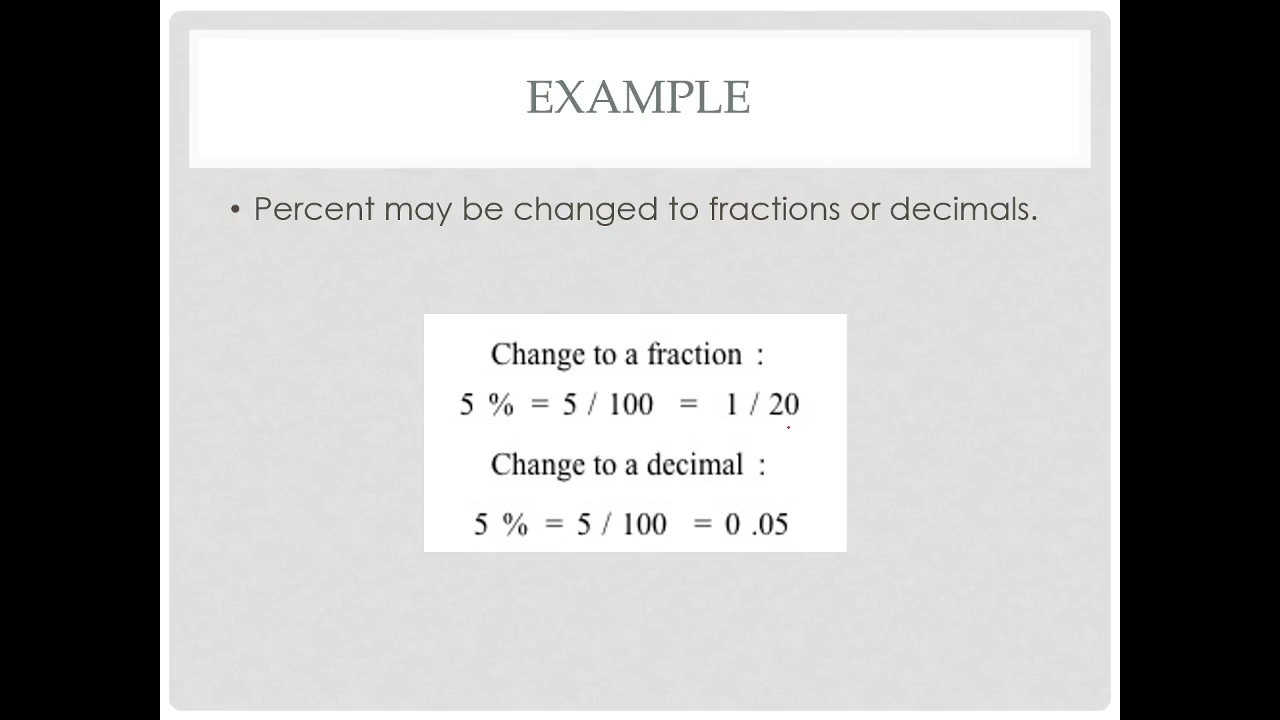 EXAMPLE
• Percent may be changed to fractions or decimals.
Change to a fraction :
5 % = 5 / 100 = 1 / 20
Change to a decimal :
5 % = 5 / 100 = 0 .05